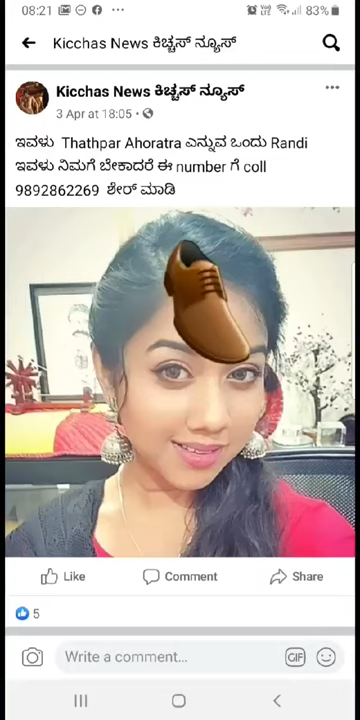 08:21 83%
Kicchas News ಕಿಚ್ಚಸ್ ನ್ಯೂಸ್
Kicchas News ಕಿಚ್ಚಸ್ ನ್ಯೂಸ್
3 Apr at 18:05
ಇವಳು Thathpar Ahoratra ಎನ್ನುವ ಒಂದು Randi
ಇವಳು ನಿಮಗೆ ಬೇಕಾದರೆ ಈ number ಗೆ coll
9892862269 ಶೇರ್ ಮಾಡಿ
Like Comment Share
5
Write a comment... GIF